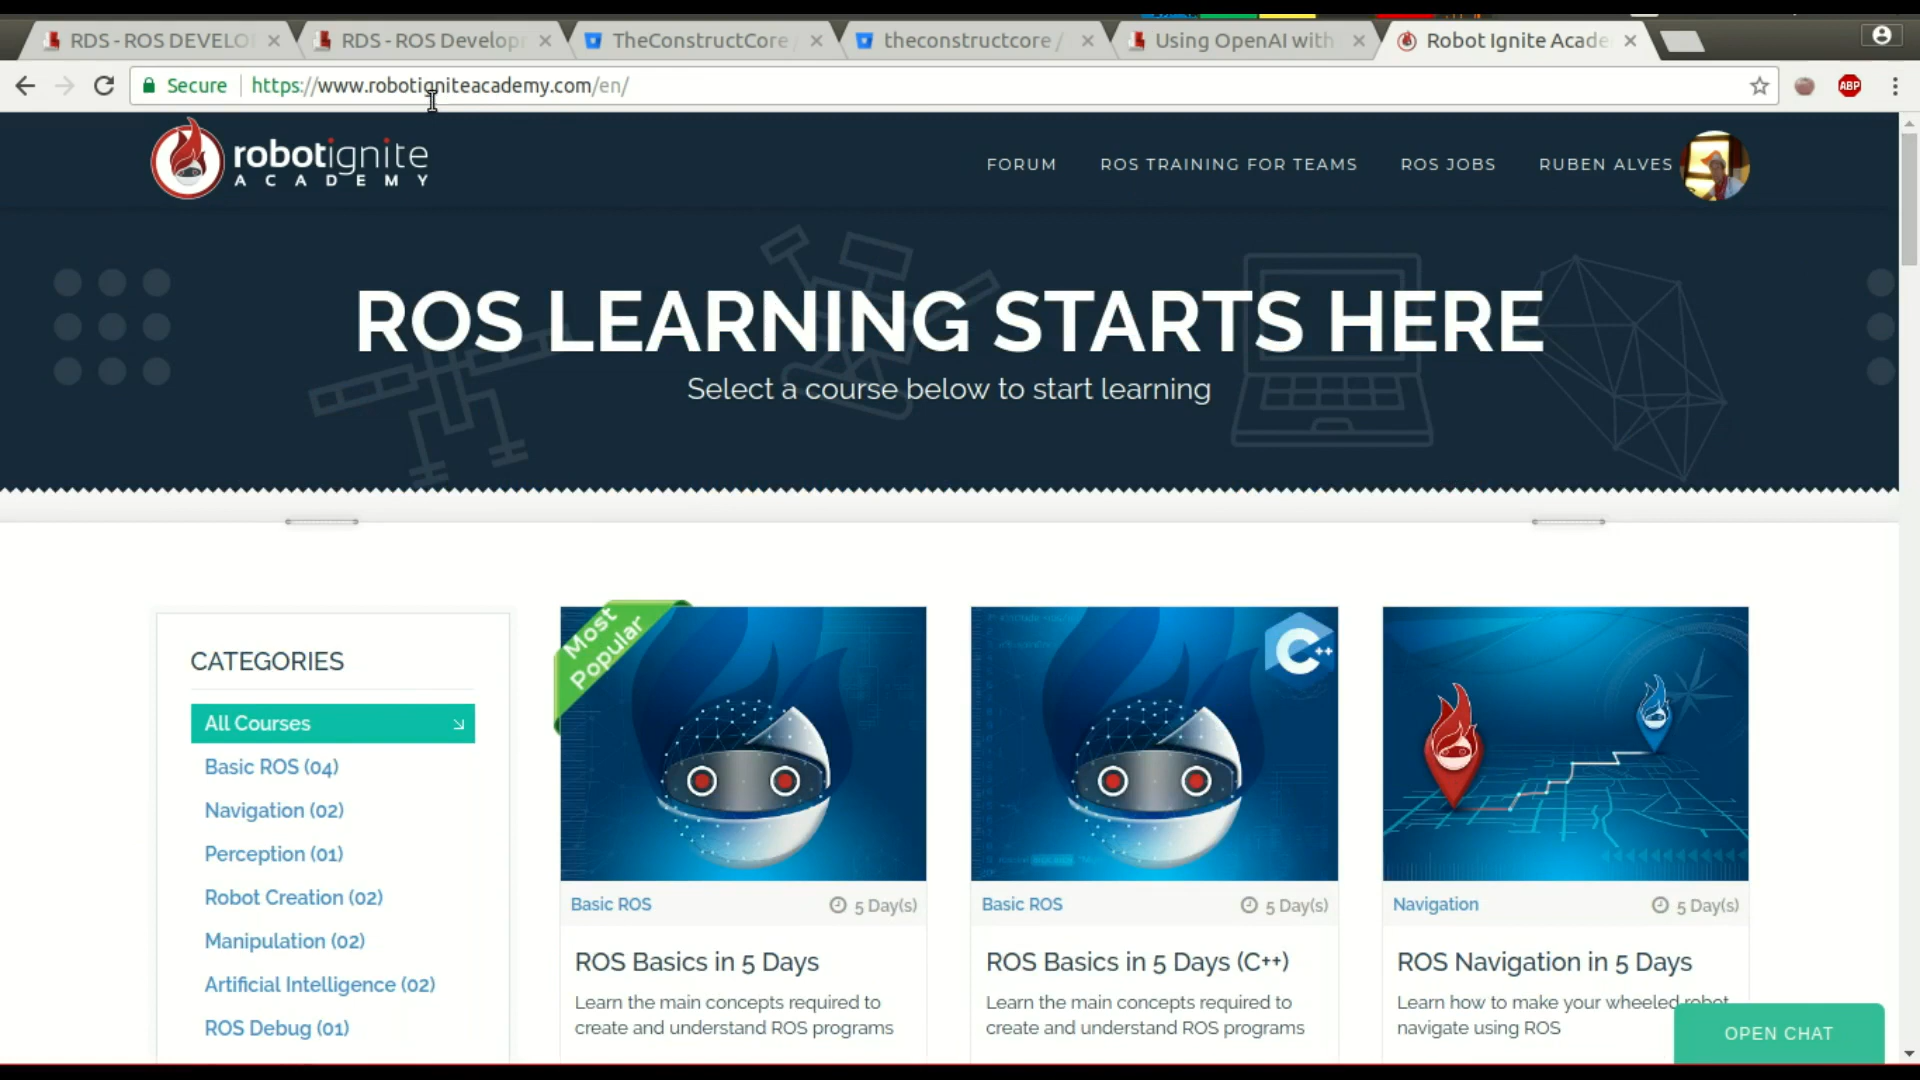 RDS - ROS DEVELO
RDS - ROS Develop
TheConstructCore
theconstructcore /
Using OpenAI with
Robot Ignite Acade
Secure
https://www.robotigniteacademy.com/en/
ABP
robotignite
ACADEMY
FORUM
ROS TRAINING FOR TEAMS
ROS JOBS
RUBEN ALVES
ROS LEARNING STARTS HERE
Select a course below to start learning
CATEGORIES
All Courses
Basic ROS (04)
Navigation (02)
Perception (01)
Robot Creation (02)
Manipulation (02)
Artificial Intelligence (02)
ROS Debug (01)
Most
Popular
Basic ROS
5 Day(s)
ROS Basics in 5 Days
Learn the main concepts required to
create and understand ROS programs
C++
Basic ROS
5 Day(s)
ROS Basics in 5 Days (C++)
Learn the main concepts required to
create and understand ROS programs
Navigation
5 Day(s)
ROS Navigation in 5 Days
Learn how to make your wheeled robot
navigate using ROS
OPEN CHAT